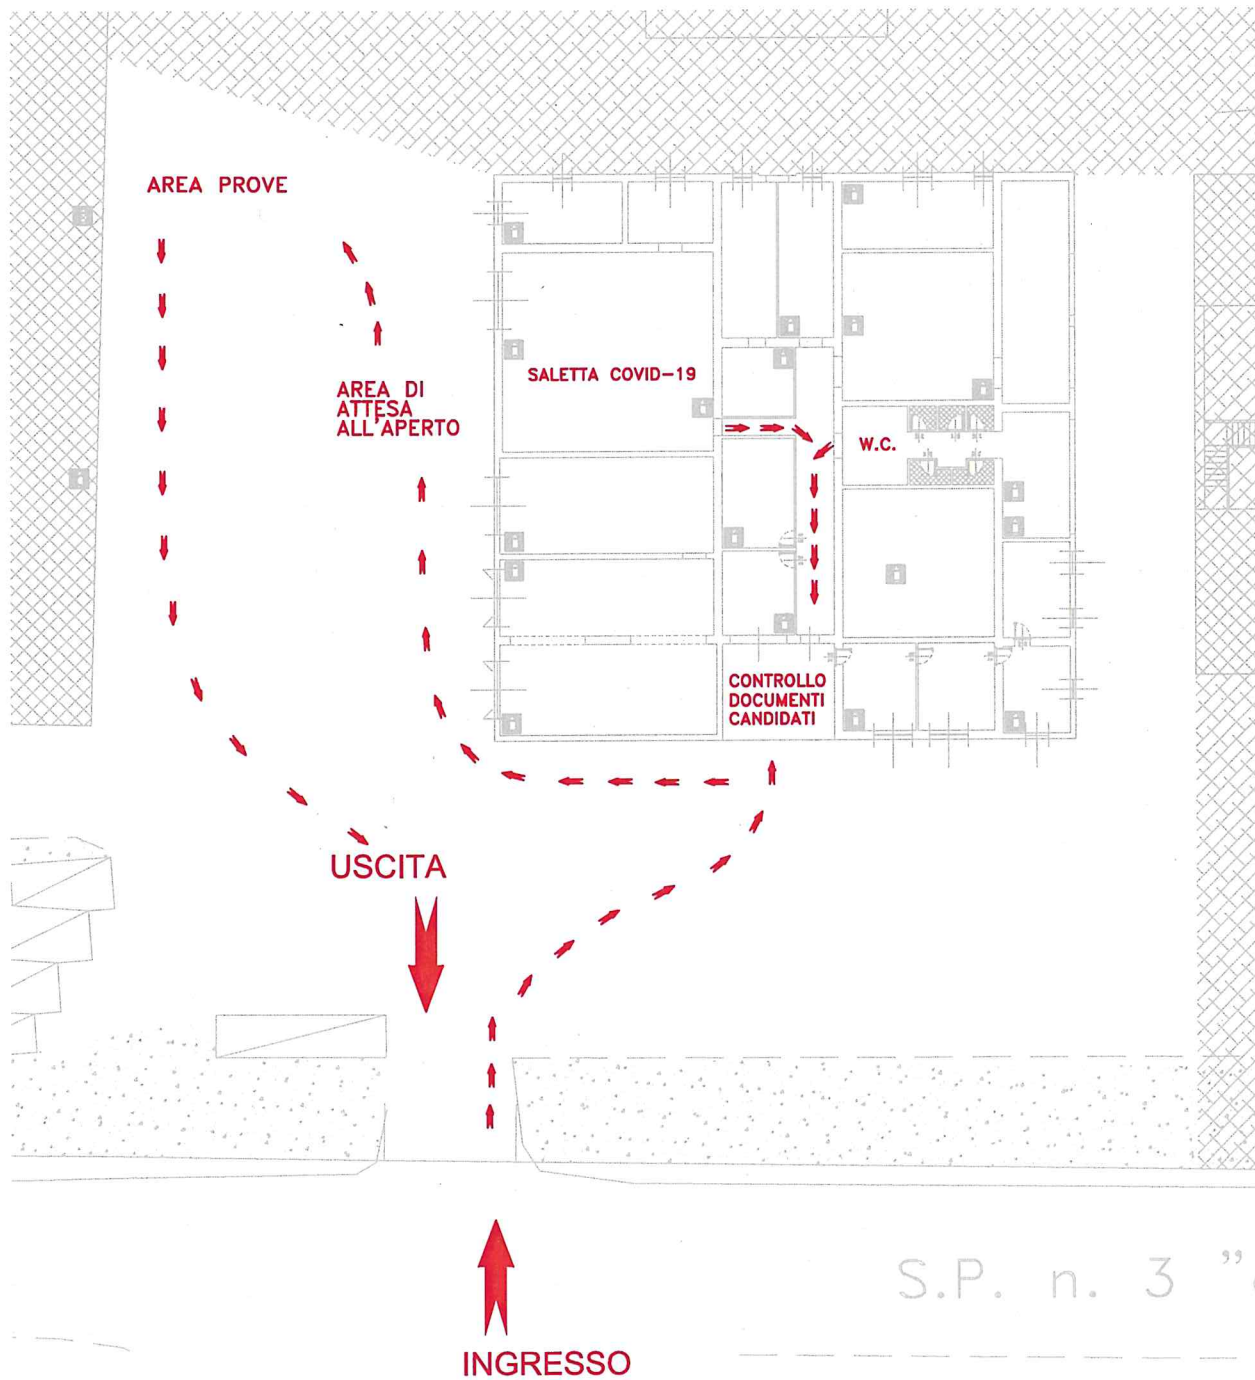 AREA PROVE
SALETTA COVID-19
AREA DI
ATTESA
ALL'APERTO
W.C.
CONTROLLO
DOCUMENTI
CANDIDATI
USCITA
S.P. n. 3 "
INGRESSO